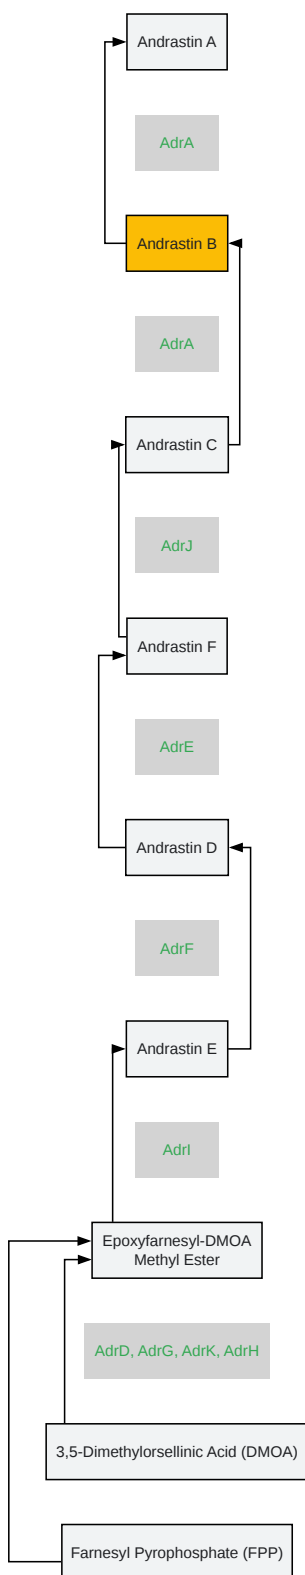 Andrastin A
AdrA
Andrastin B
AdrA
Andrastin C
AdrJ
Andrastin F
AdrE
Andrastin D
AdrF
Andrastin E
AdrI
Epoxyfarnesyl-DMOA
Methyl Ester
AdrD, AdrG, AdrK, AdrH
3,5-Dimethylorsellinic Acid (DMOA)
Farnesyl Pyrophosphate (FPP)